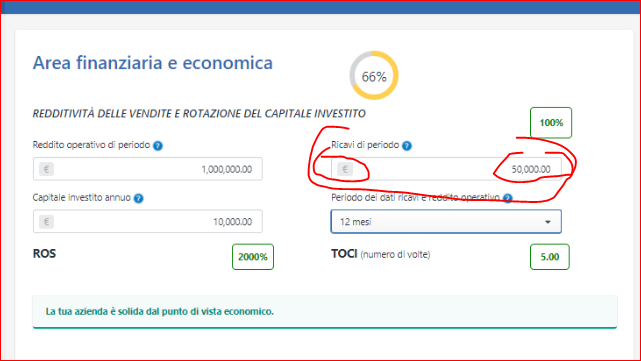 Area finanziaria e economica
66%
REDDITIVITÀ DELLE VENDITE E ROTAZIONE DEL CAPITALE INVESTITO
100%
Reddito operativo di periodo ?
Ricavi di periodo ?
€ 1,000,000.00
€ 50,000.00
Capitale investito annuo ?
Periodo dei dati ricavi e reddito operativo ?
€ 10,000.00
12 mesi
ROS 2000%
TOCI (numero di volte) 5.00
La tua azienda è solida dal punto di vista economico.